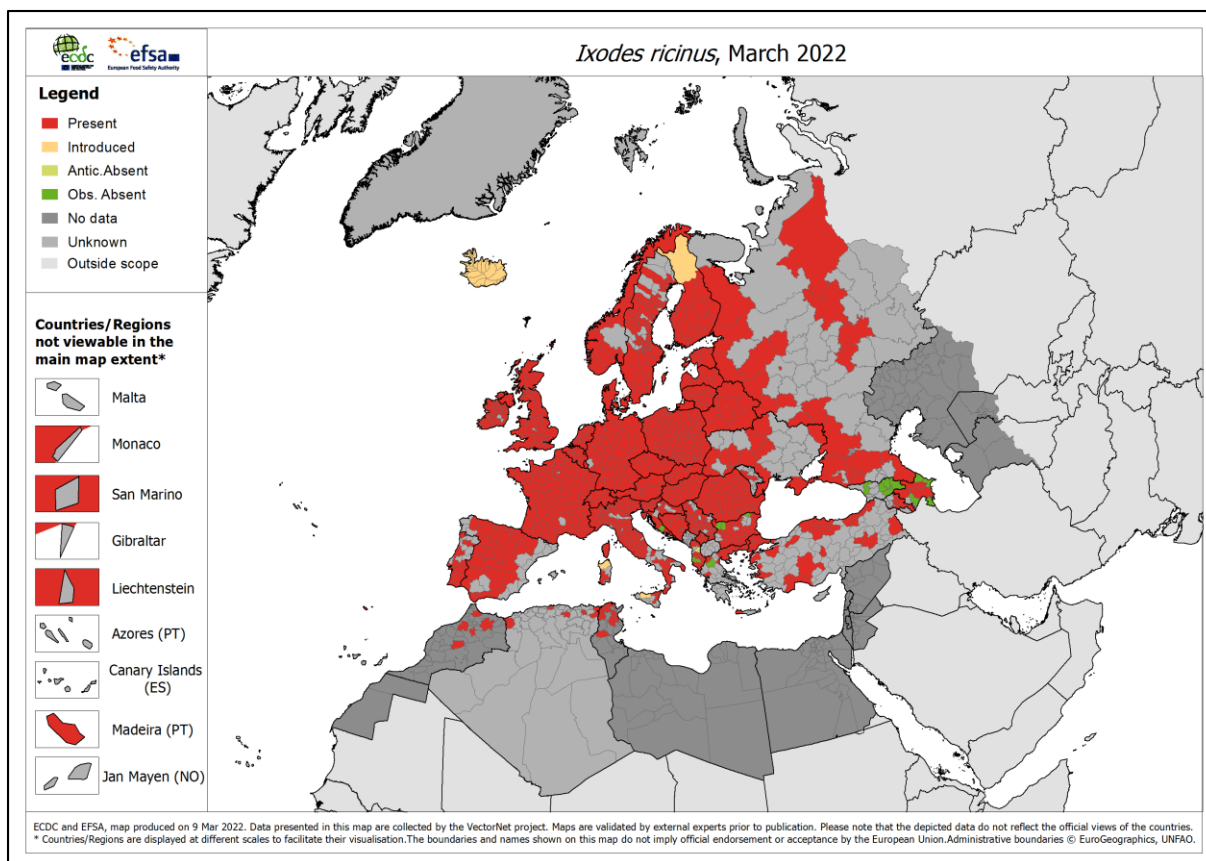 ecdc
efsa
European Food Safety Authority
Ixodes ricinus, March 2022
Legend
Present
Introduced
Antic.Absent
Obs. Absent
No data
Unknown
Outside scope
Countries/Regions
not viewable in the
main map extent*
Malta
Monaco
San Marino
Gibraltar
Liechtenstein
Azores (PT)
Canary Islands
(ES)
Madeira (PT)
Jan Mayen (NO)
ECDC and EFSA, map produced on 9 Mar 2022. Data presented in this map are collected by the VectorNet project. Maps are validated by external experts prior to publication. Please note that the depicted data do not reflect the official views of the countries.
* Countries/Regions are displayed at different scales to facilitate their visualisation.The boundaries and names shown on this map do not imply official endorsement or acceptance by the European Union.Administrative boundaries © EuroGeographics, UNFAO.